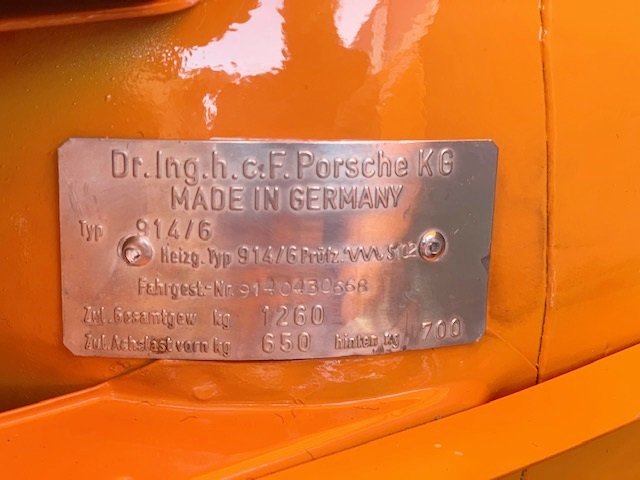 Dr.Ing.h.c.F.Porsche KG
MADE IN GERMANY
Typ 914/6
Heizg.Typ 914/6 Prüfz. S102
Fahrgest.-Nr. 9140430568
Zul.Gesamtgew kg 1260
Zul.Achslast vorn kg 650 hinten kg 700